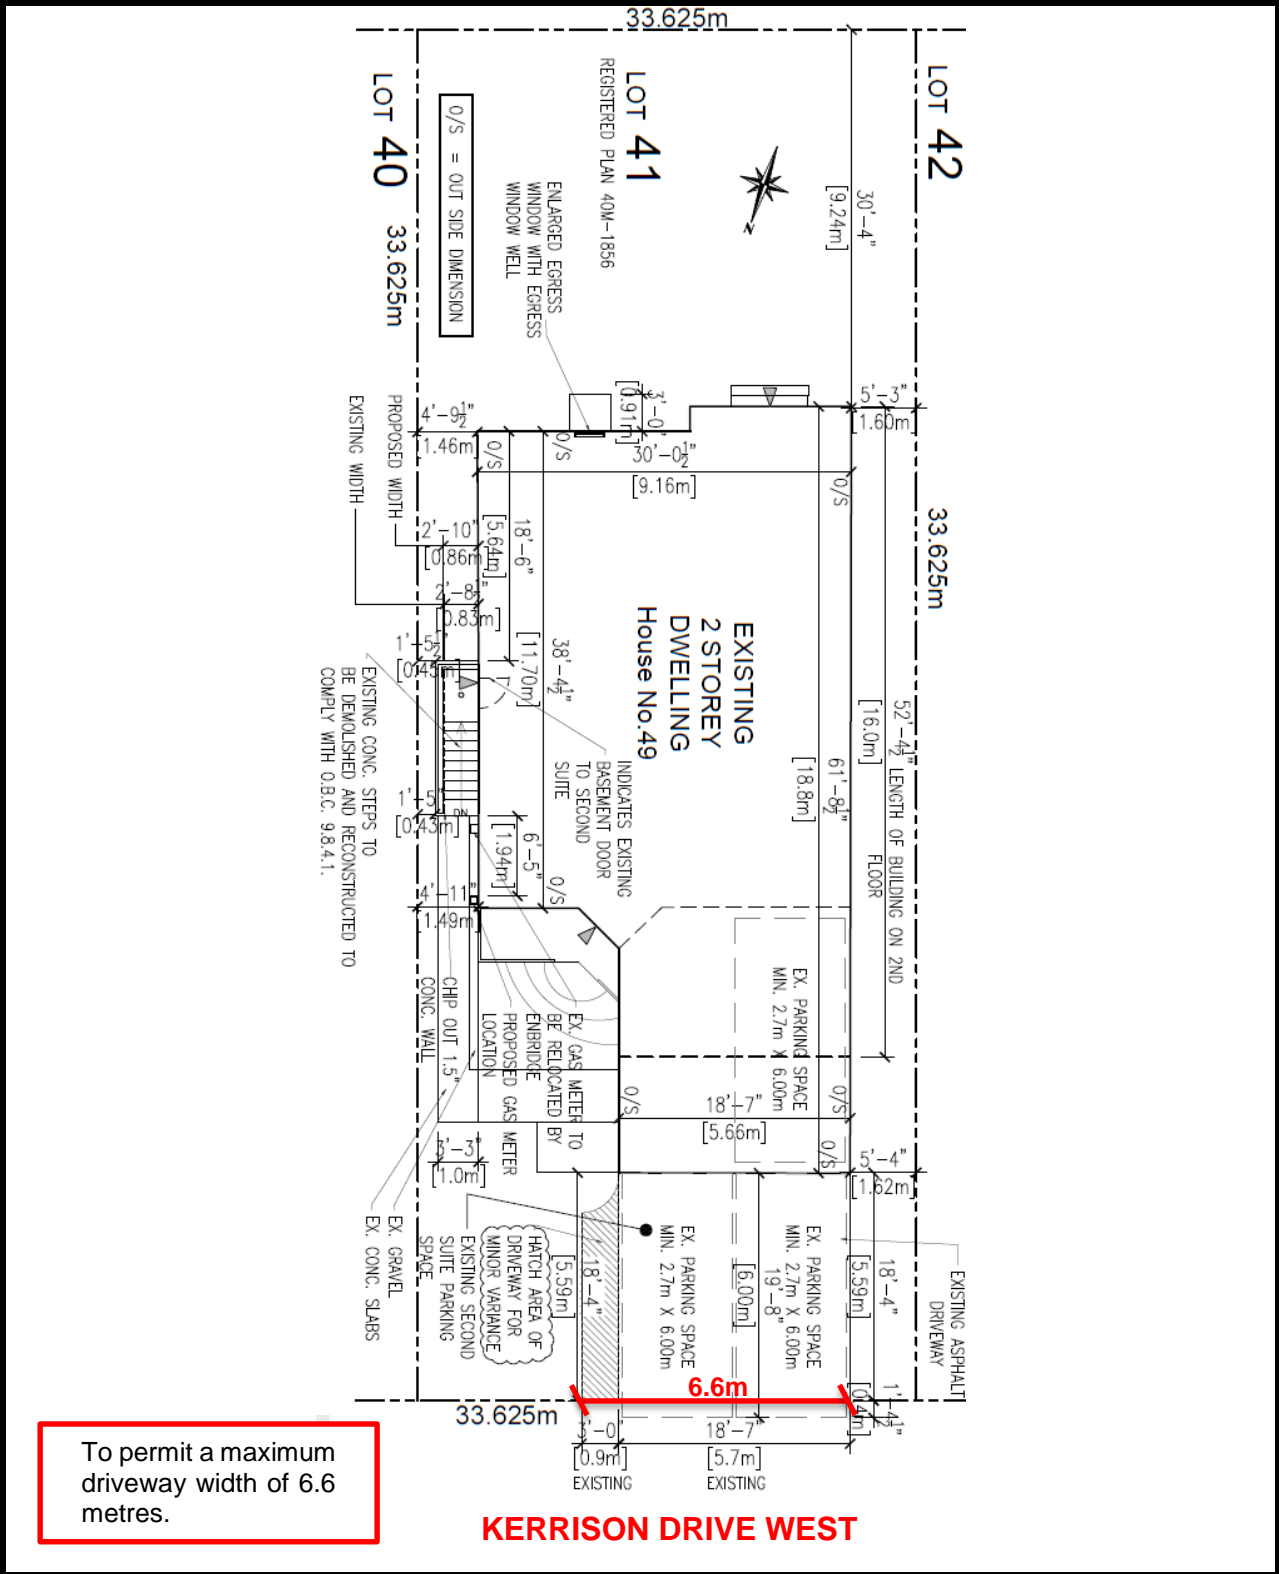 33.625m
LOT 40
LOT 41
REGISTERED PLAN 40M-1856
LOT 42
O/S = OUT SIDE DIMENSION
30'-4"
[9.24m]
33.625m
33.625m
ENLARGED EGRESS
WINDOW WITH EGRESS
WINDOW WELL
N
3'-0"
[0.91m]
5'-3"
1.60m
4'-9½"
1.46m
O/S
O/S
30'-0½"
[9.16m]
O/S
PROPOSED WIDTH
EXISTING WIDTH
2'-10"
[0.86m]
18'-6"
[5.64m]
2'-8½"
[0.83m]
1'-5½"
[0.45m]
38'-4½"
[11.70m]
EXISTING
2 STOREY
DWELLING
House No.49
52'-4½" LENGTH OF BUILDING ON 2ND
FLOOR
[16.0m]
61'-8½"
[18.8m]
EXISTING CONC. STEPS TO
BE DEMOLISHED AND RECONSTRUCTED TO
COMPLY WITH O.B.C. 9.8.4.1.
INDICATES EXISTING
BASEMENT DOOR
TO SECOND
SUITE
1'-5"
[0.43m]
DN
6'-5"
[1.94m]
O/S
4'-11"
1.49m
CHIP OUT 1.5"
CONC. WALL
EX. GAS METER TO
BE RELOCATED BY
ENBRIDGE
PROPOSED GAS METER
LOCATION
EX. PARKING SPACE
MIN. 2.7m X 6.00m
O/S
18'-7"
[5.66m]
O/S
O/S
3'-3"
[1.0m]
5'-4"
[1.62m]
EX. GRAVEL
EX. CONC. SLABS
EXISTING SECOND
SUITE PARKING
SPACE
HATCH AREA OF
DRIVEWAY FOR
MINOR VARIANCE
18'-4"
[5.59m]
EX. PARKING SPACE
MIN. 2.7m X 6.00m
EX. PARKING SPACE
MIN. 2.7m X 6.00m
19'-8"
[6.00m]
18'-4"
[5.59m]
EXISTING ASPHALT
DRIVEWAY
1'-4½"
[0.4m]
6.6m
33.625m
3'-0"
[0.9m]
EXISTING
18'-7"
[5.7m]
EXISTING
To permit a maximum
driveway width of 6.6
metres.
KERRISON DRIVE WEST